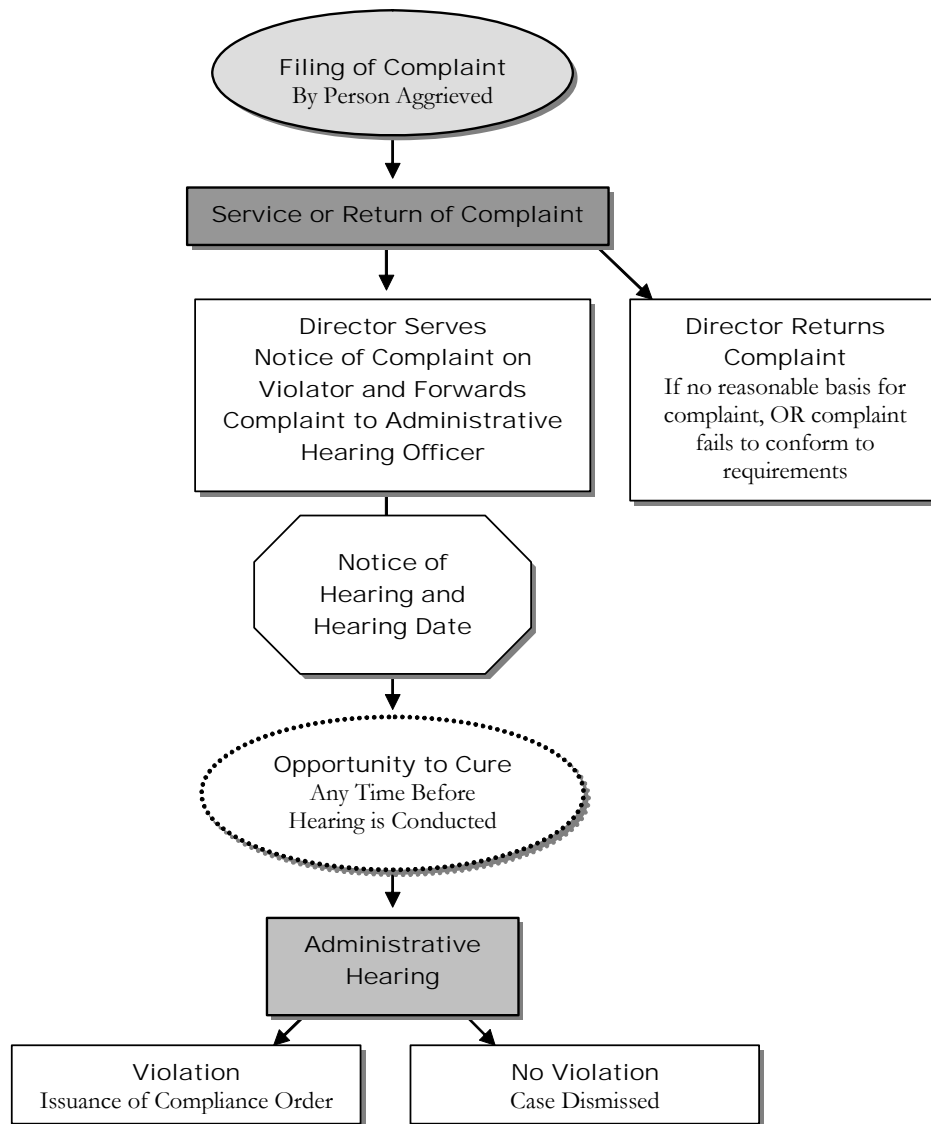 Filing of Complaint
By Person Aggrieved
Service or Return of Complaint
Director Serves
Notice of Complaint on
Violator and Forwards
Complaint to Administrative
Hearing Officer
Director Returns
Complaint
If no reasonable basis for
complaint, OR complaint
fails to conform to
requirements
Notice of
Hearing and
Hearing Date
Opportunity to Cure
Any Time Before
Hearing is Conducted
Administrative
Hearing
Violation
Issuance of Compliance Order
No Violation
Case Dismissed